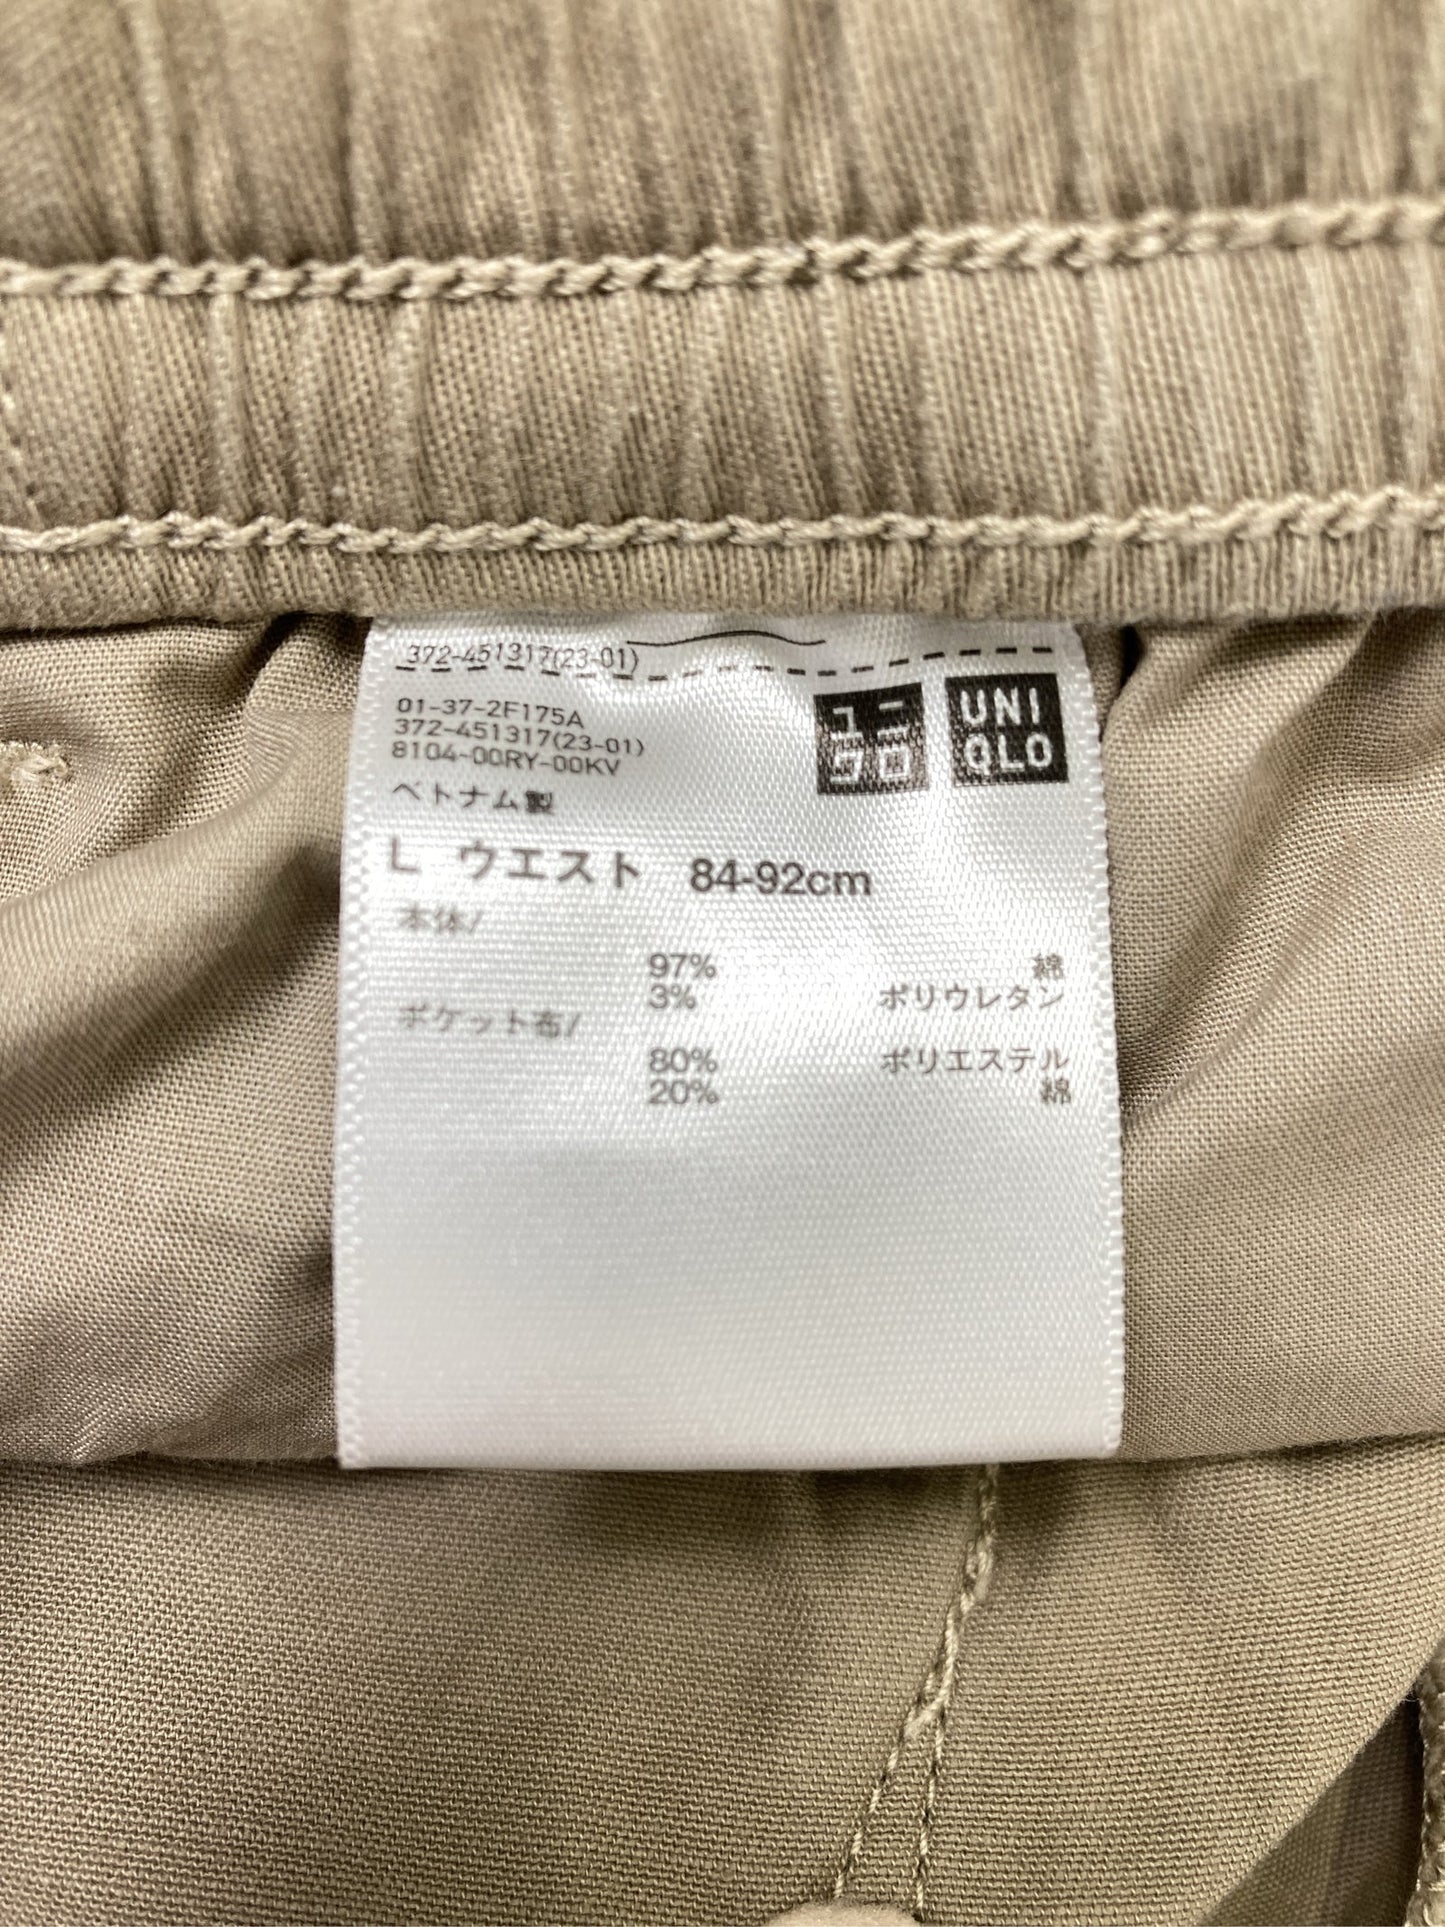 372-451317(23-01)
01-37-2F175A
372-451317(23-01)
8104-00RY-00KV
ベトナム製
ユニ
クロ
UNI
QLO
L ウエスト 84-92cm
本体/
97% 綿
3% ポリウレタン
ポケット布/
80% ポリエステル
20% 綿